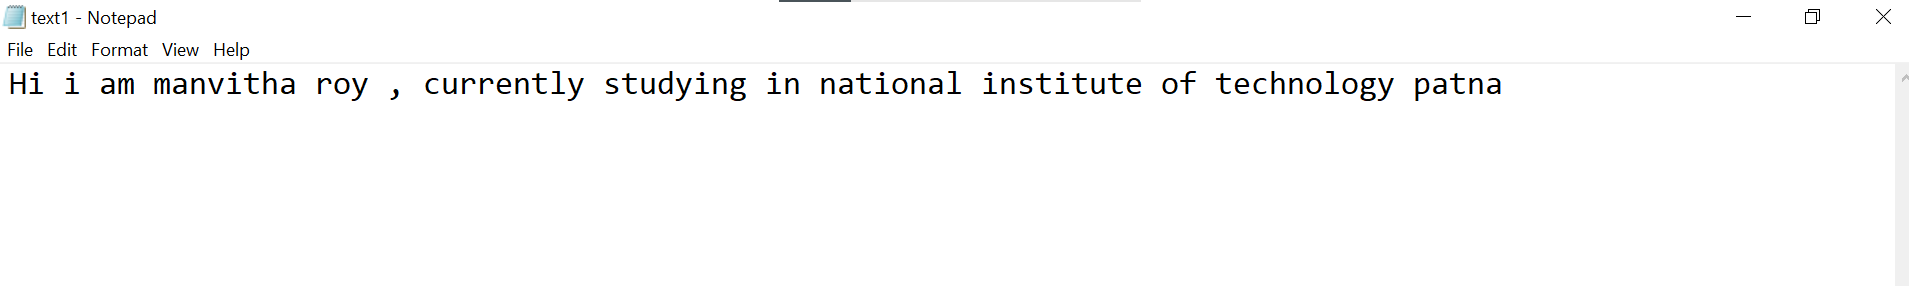 text1 - Notepad
File Edit Format View Help
Hi i am manvitha roy , currently studying in national institute of technology patna